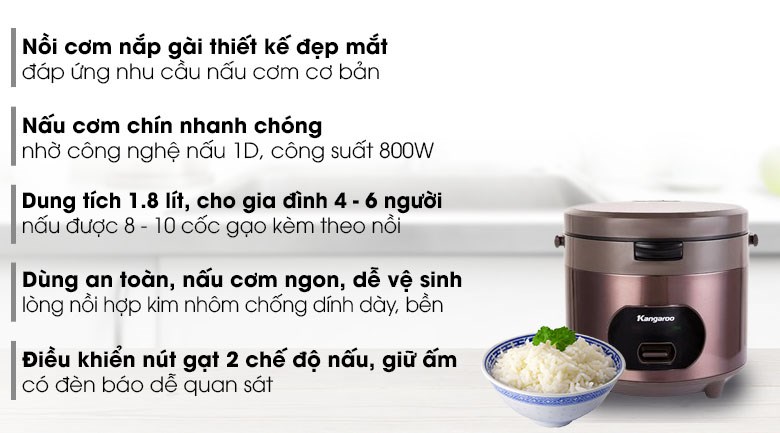 Nồi cơm nắp gài thiết kế đẹp mắt
đáp ứng nhu cầu nấu cơm cơ bản
Nấu cơm chín nhanh chóng
nhờ công nghệ nấu 1D, công suất 800W
Dung tích 1.8 lít, cho gia đình 4 - 6 người
nấu được 8 - 10 cốc gạo kèm theo nồi
Dùng an toàn, nấu cơm ngon, dễ vệ sinh
lòng nồi hợp kim nhôm chống dính dày, bền
Điều khiển nút gạt 2 chế độ nấu, giữ ấm
có đèn báo dễ quan sát
Kangaroo